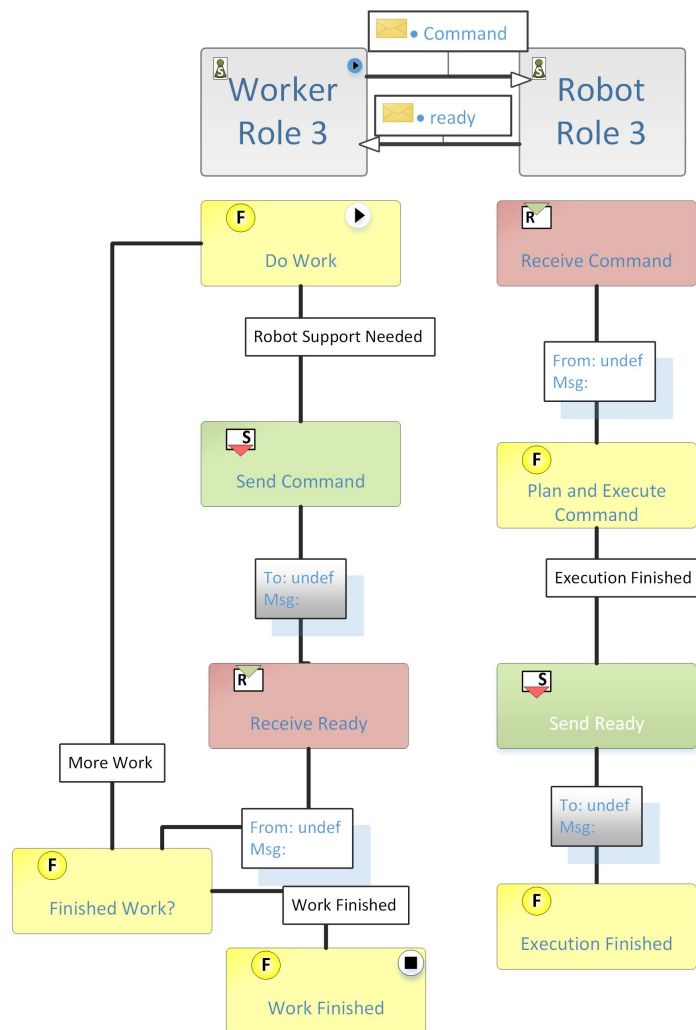 • Command
S
S
Worker
Role 3
Robot
Role 3
• ready
F
Do Work
R
Receive Command
Robot Support Needed
From: undef
Msg:
S
Send Command
F
Plan and Execute
Command
To: undef
Msg:
Execution Finished
R
Receive Ready
S
Send Ready
More Work
From: undef
Msg:
To: undef
Msg:
F
Finished Work?
Work Finished
F
Execution Finished
F
Work Finished